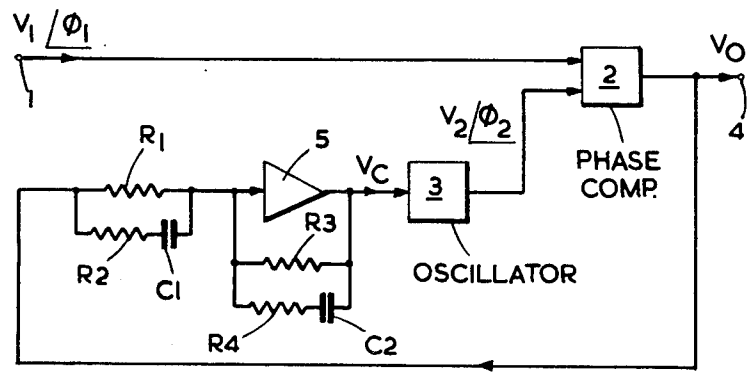 V1/Φ1
1
2
VO
4
PHASE
COMP.
V2/Φ2
R1
5
VC
3
R2
C1
R3
OSCILLATOR
R4
C2